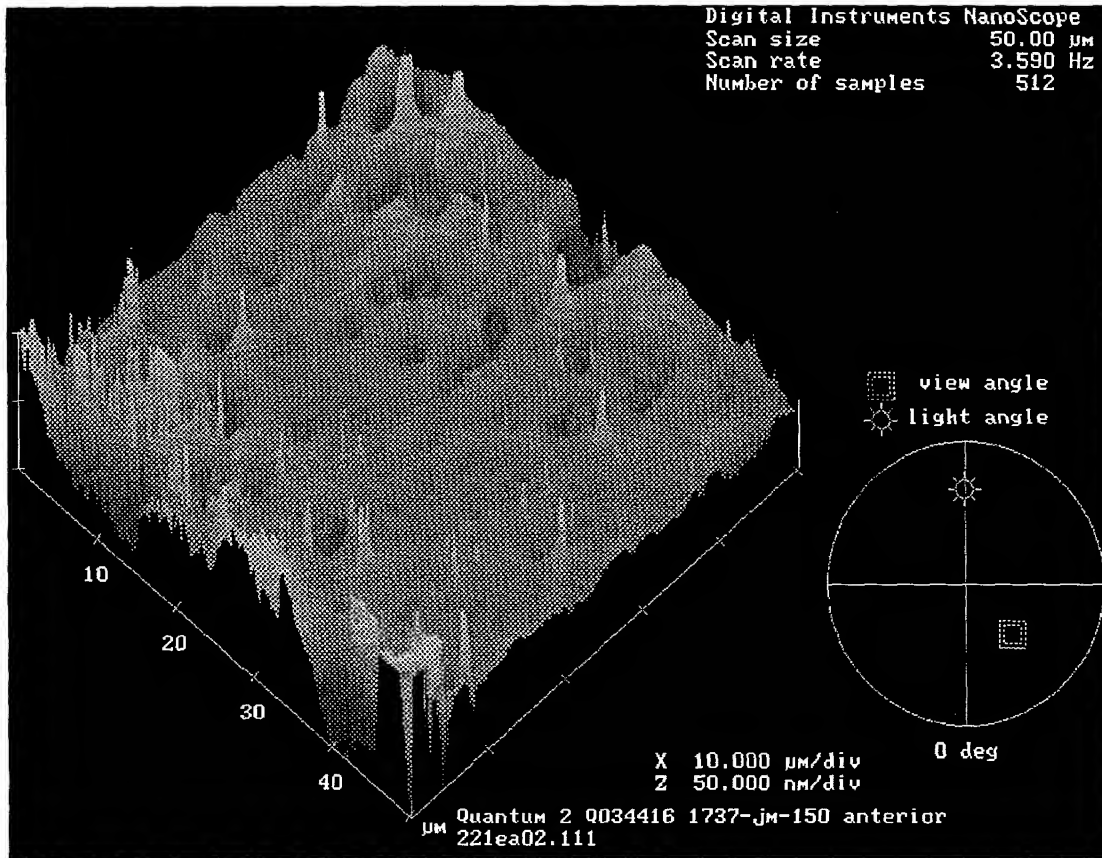 Digital Instruments NanoScope
Scan size 50.00 µm
Scan rate 3.590 Hz
Number of samples 512
view angle
light angle
0 deg
10
20
30
40
µm
X 10.000 µm/div
Z 50.000 nm/div
Quantum 2 Q034416 1737-jm-150 anterior
221ea02.111